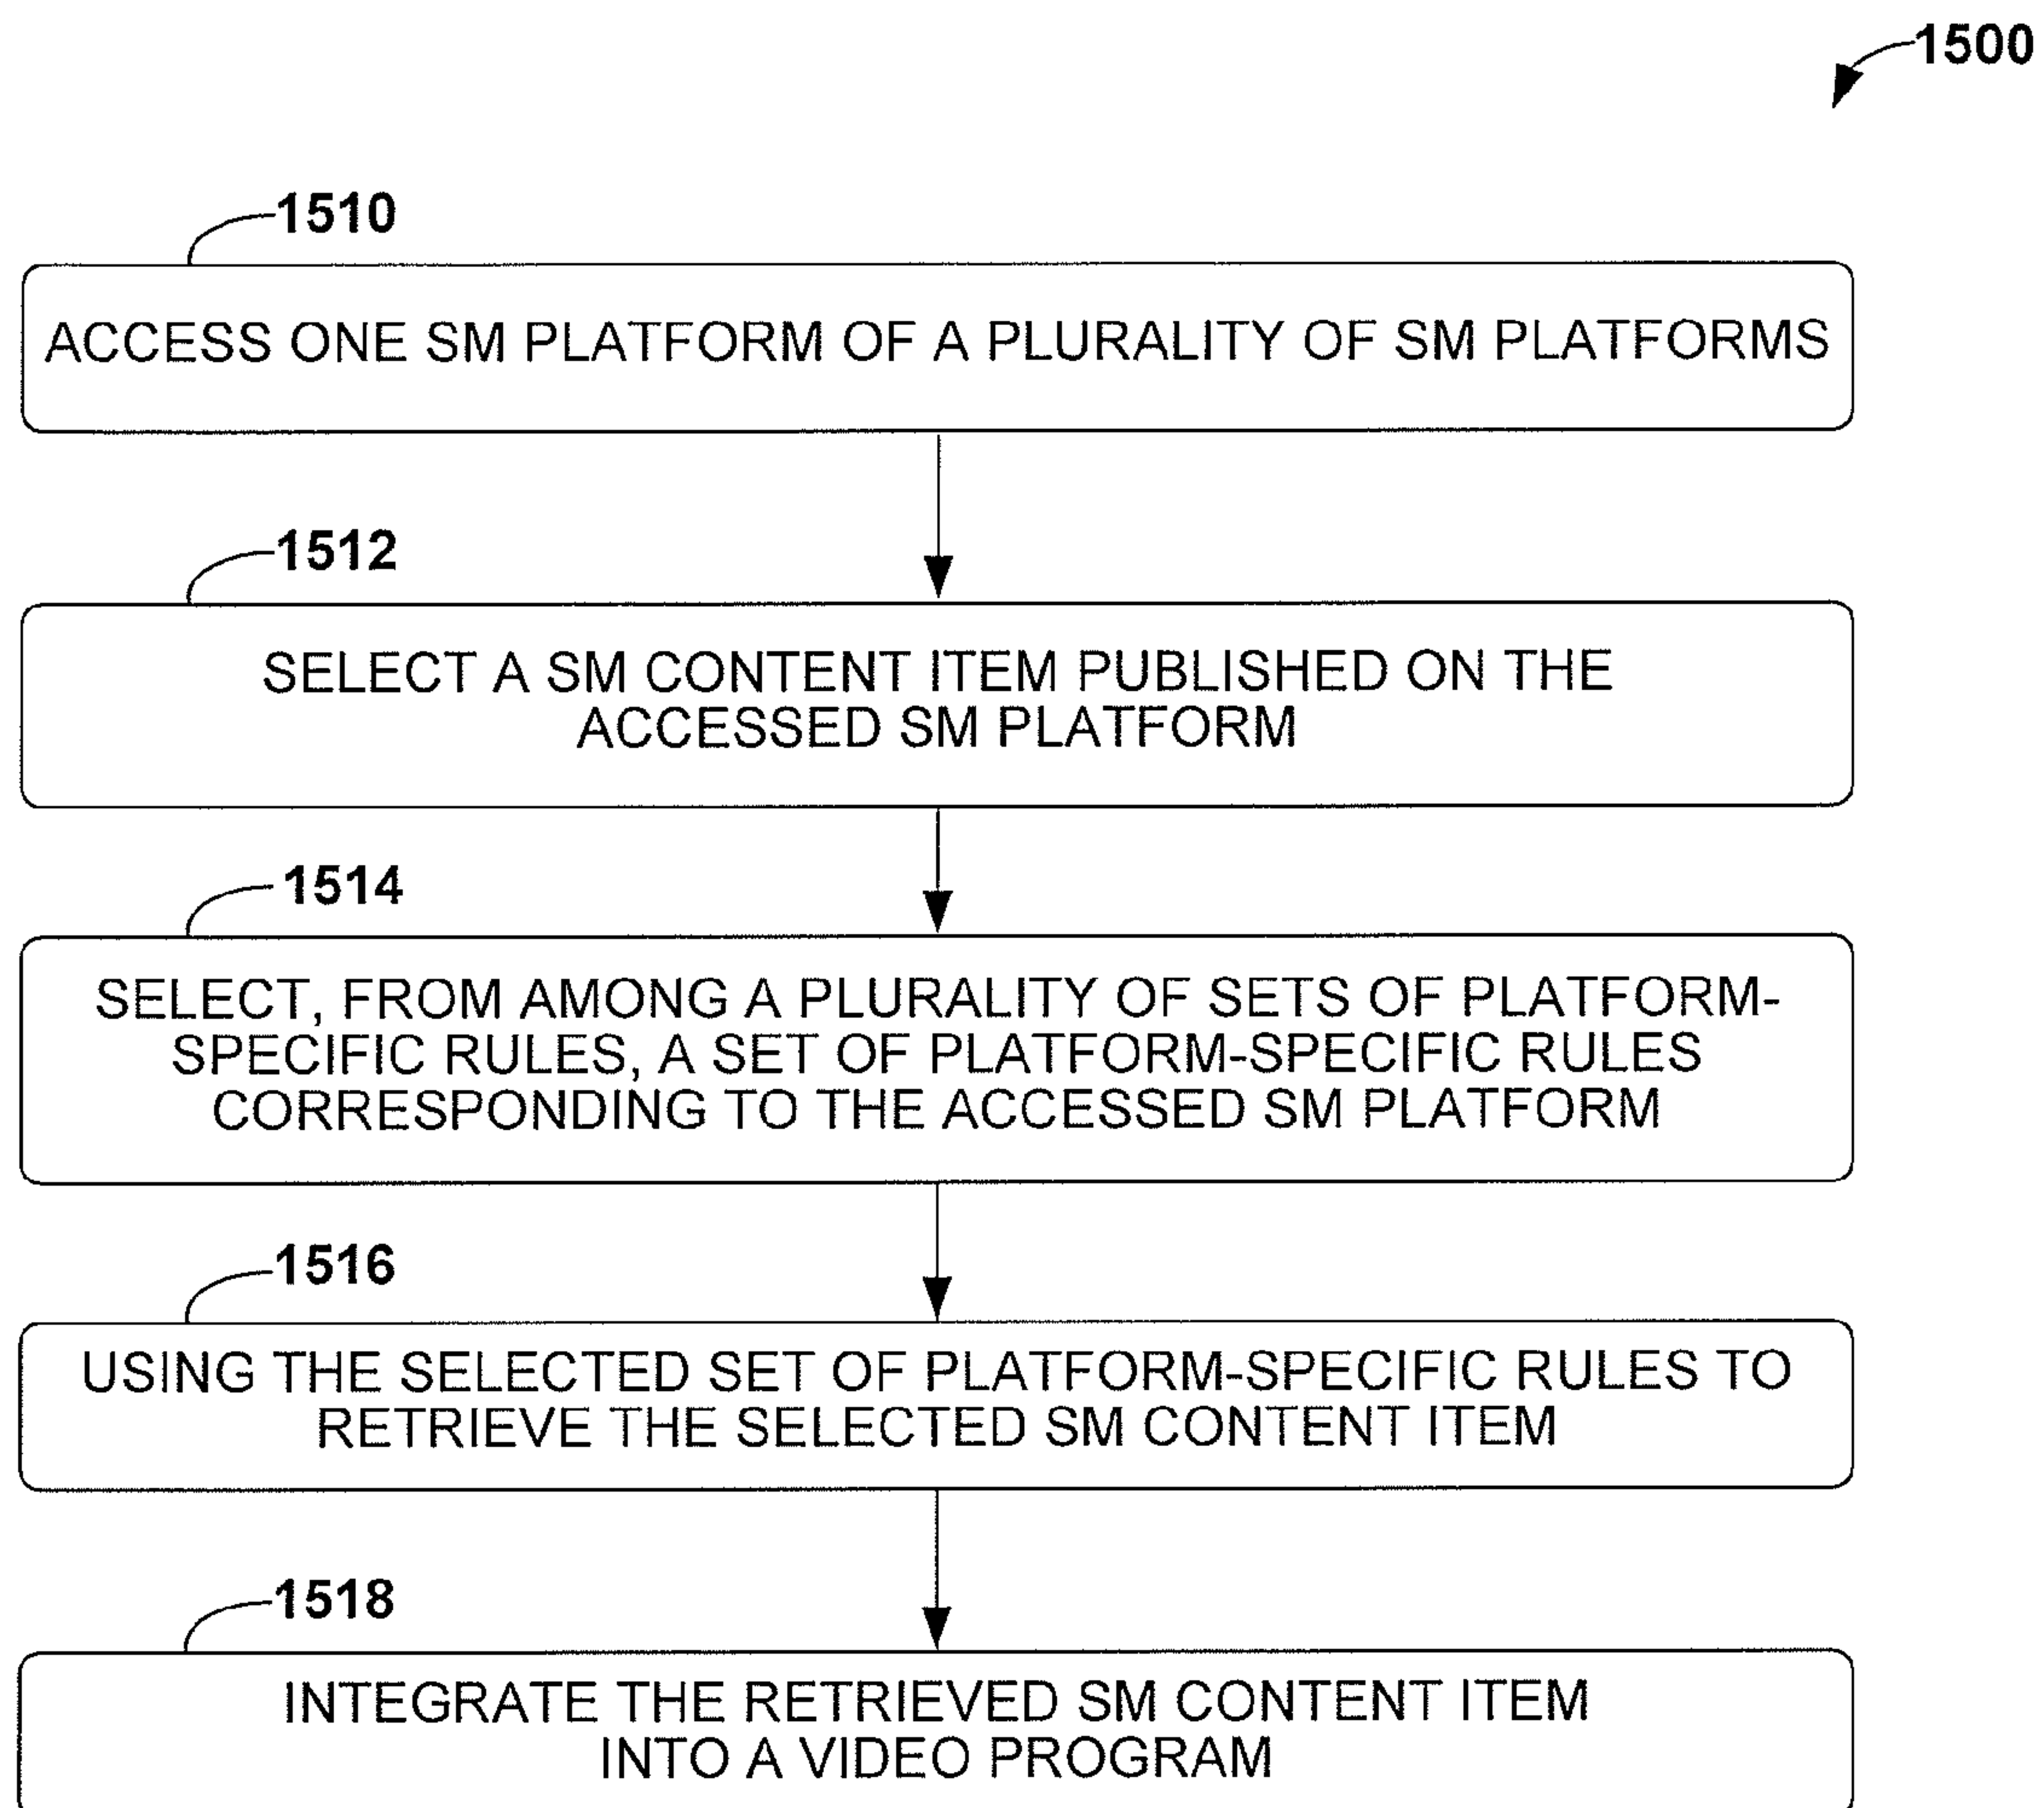 1500
1510
ACCESS ONE SM PLATFORM OF A PLURALITY OF SM PLATFORMS
1512
SELECT A SM CONTENT ITEM PUBLISHED ON THE
ACCESSED SM PLATFORM
1514
SELECT, FROM AMONG A PLURALITY OF SETS OF PLATFORM-
SPECIFIC RULES, A SET OF PLATFORM-SPECIFIC RULES
CORRESPONDING TO THE ACCESSED SM PLATFORM
1516
USING THE SELECTED SET OF PLATFORM-SPECIFIC RULES TO
RETRIEVE THE SELECTED SM CONTENT ITEM
1518
INTEGRATE THE RETRIEVED SM CONTENT ITEM
INTO A VIDEO PROGRAM